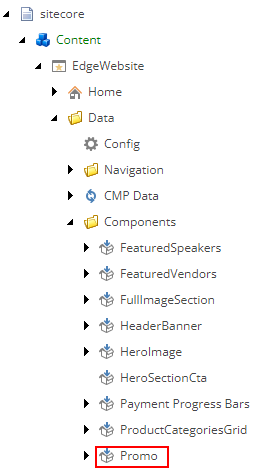 sitecore
Content
EdgeWebsite
Home
Data
Config
Navigation
CMP Data
Components
FeaturedSpeakers
FeaturedVendors
FullImageSection
HeaderBanner
HeroImage
HeroSectionCta
Payment Progress Bars
ProductCategoriesGrid
Promo